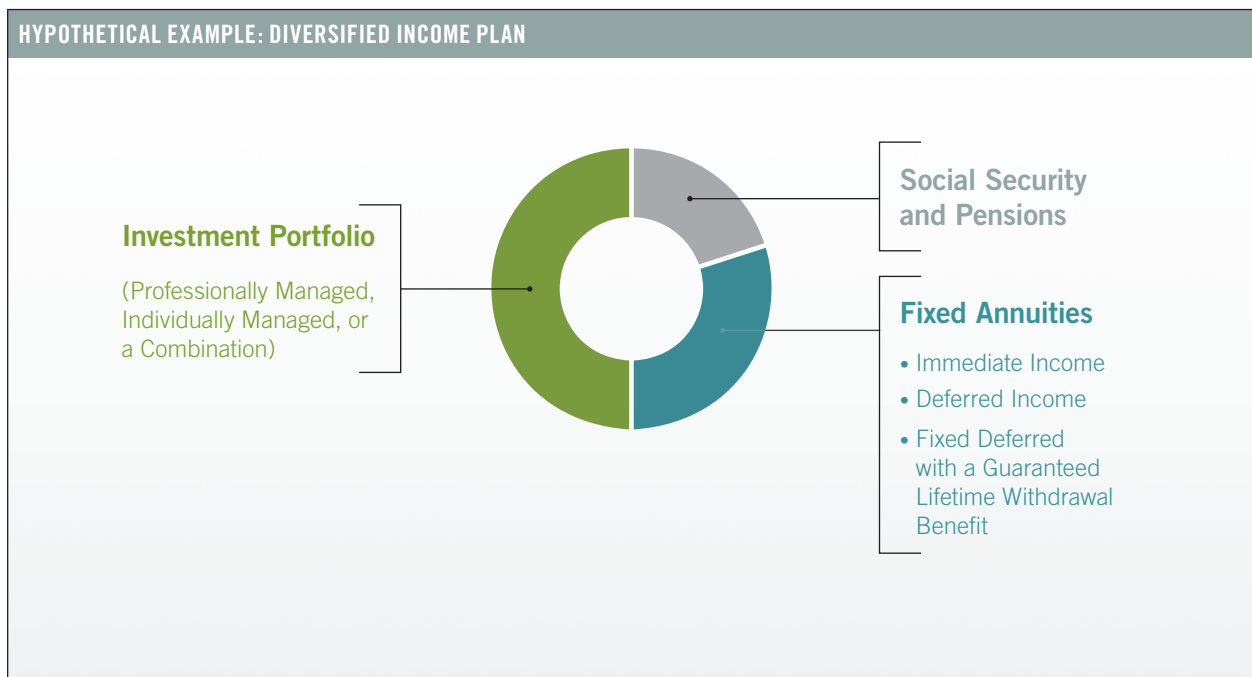 HYPOTHETICAL EXAMPLE: DIVERSIFIED INCOME PLAN
Investment Portfolio
(Professionally Managed,
Individually Managed, or
a Combination)
Social Security
and Pensions
Fixed Annuities
• Immediate Income
• Deferred Income
• Fixed Deferred
with a Guaranteed
Lifetime Withdrawal
Benefit